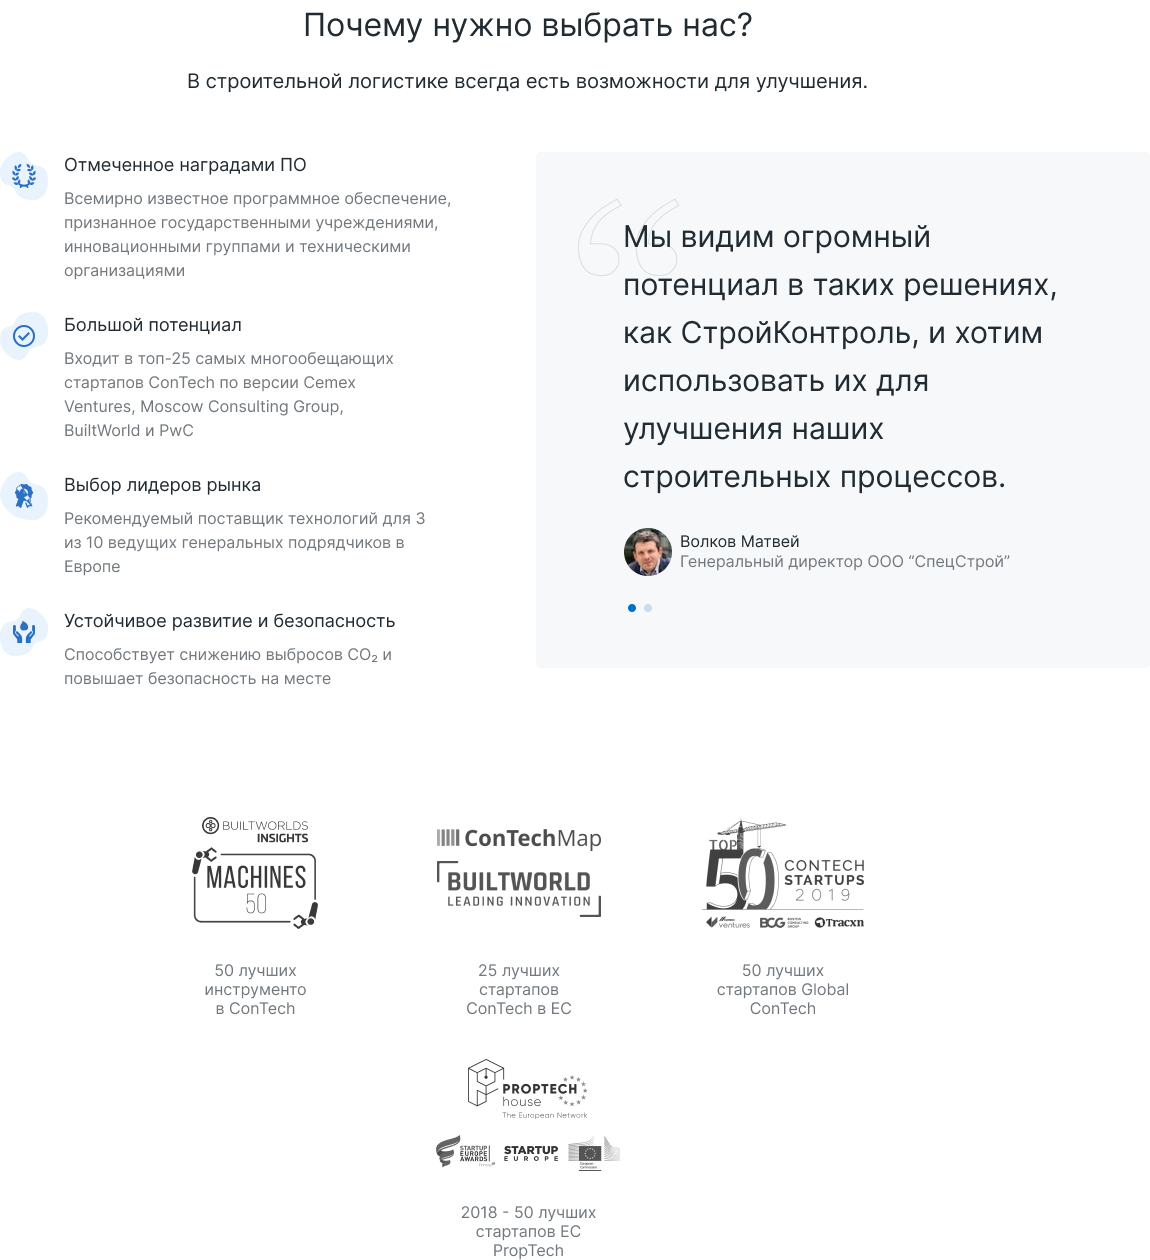 Почему нужно выбрать нас?
В строительной логистике всегда есть возможности для улучшения.
Отмеченное наградами ПО
Всемирно известное программное обеспечение,
признанное государственными учреждениями,
инновационными группами и техническими
организациями
Большой потенциал
Входит в топ-25 самых многообещающих
стартапов ConTech по версии Cemex
Ventures, Moscow Consulting Group,
BuiltWorld и PwC
Выбор лидеров рынка
Рекомендуемый поставщик технологий для 3
из 10 ведущих генеральных подрядчиков в
Европе
Устойчивое развитие и безопасность
Способствует снижению выбросов CO₂ и
повышает безопасность на месте
“
Мы видим огромный
потенциал в таких решениях,
как СтройКонтроль, и хотим
использовать их для
улучшения наших
строительных процессов.
Волков Матвей
Генеральный директор ООО “СпецСтрой”
BUILTWORLDS
INSIGHTS
MACHINES
50
50 лучших
инструменто
в ConTech
ConTechMap
BUILTWORLD
LEADING INNOVATION
25 лучших
стартапов
ConTech в ЕС
TOP
50
CONTECH
STARTUPS
2019
ventures
BCG
BOSTON
CONSULTING
GROUP
Tracxn
50 лучших
стартапов Global
ConTech
PROPTECH
house
The European Network
STARTUP
EUROPE
AWARDS
STARTUP
EUROPE
European
Commission
2018 - 50 лучших
стартапов ЕС
PropTech